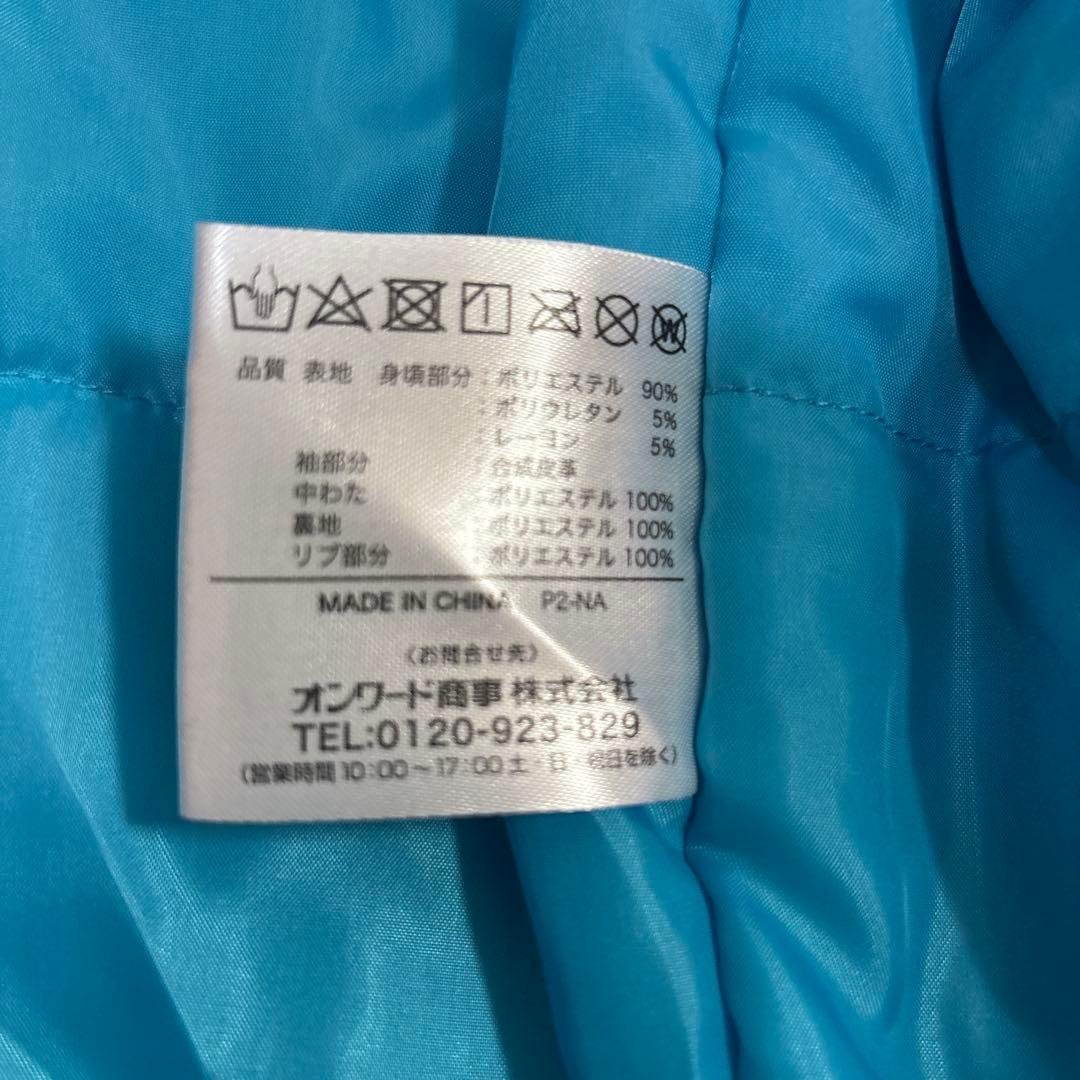 品質 表地 身頃部分:ポリエステル 90%
:ポリウレタン 5%
:レーヨン 5%
袖部分 :合成皮革
中わた :ポリエステル 100%
裏地 :ポリエステル 100%
リブ部分 :ポリエステル 100%
MADE IN CHINA P2-NA
〈お問合せ先〉
オンワード商事株式会社
TEL:0120-923-829
(営業時間10:00〜17:00土・日・祝日を除く)